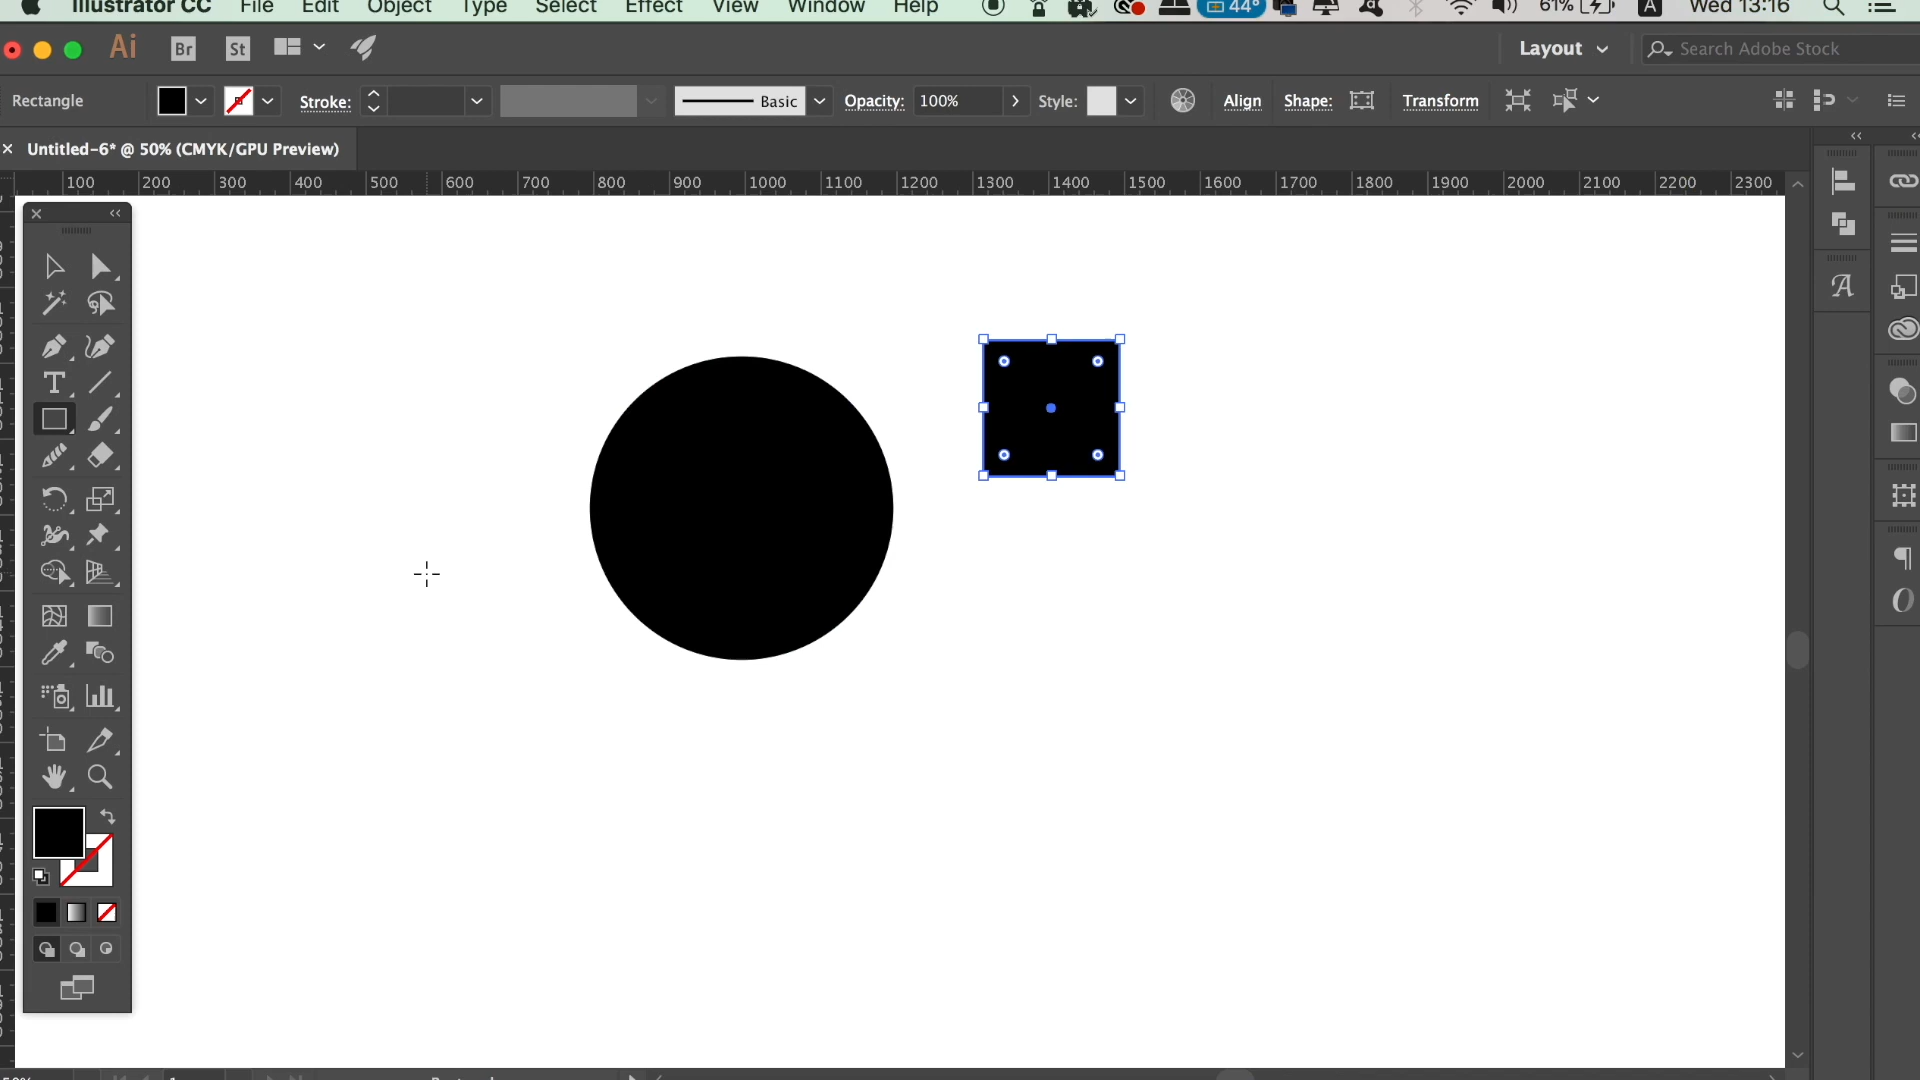 Illustrator CC File Edit Object Type Select Effect View Window Help 44° 61% A Wed 13:16
Ai Br St Layout Search Adobe Stock
Rectangle Stroke: Basic Opacity: 100% Style: Align Shape: Transform
Untitled-6* @ 50% (CMYK/GPU Preview)
100 200 300 400 500 600 700 800 900 1000 1100 1200 1300 1400 1500 1600 1700 1800 1900 2000 2100 2200 2300